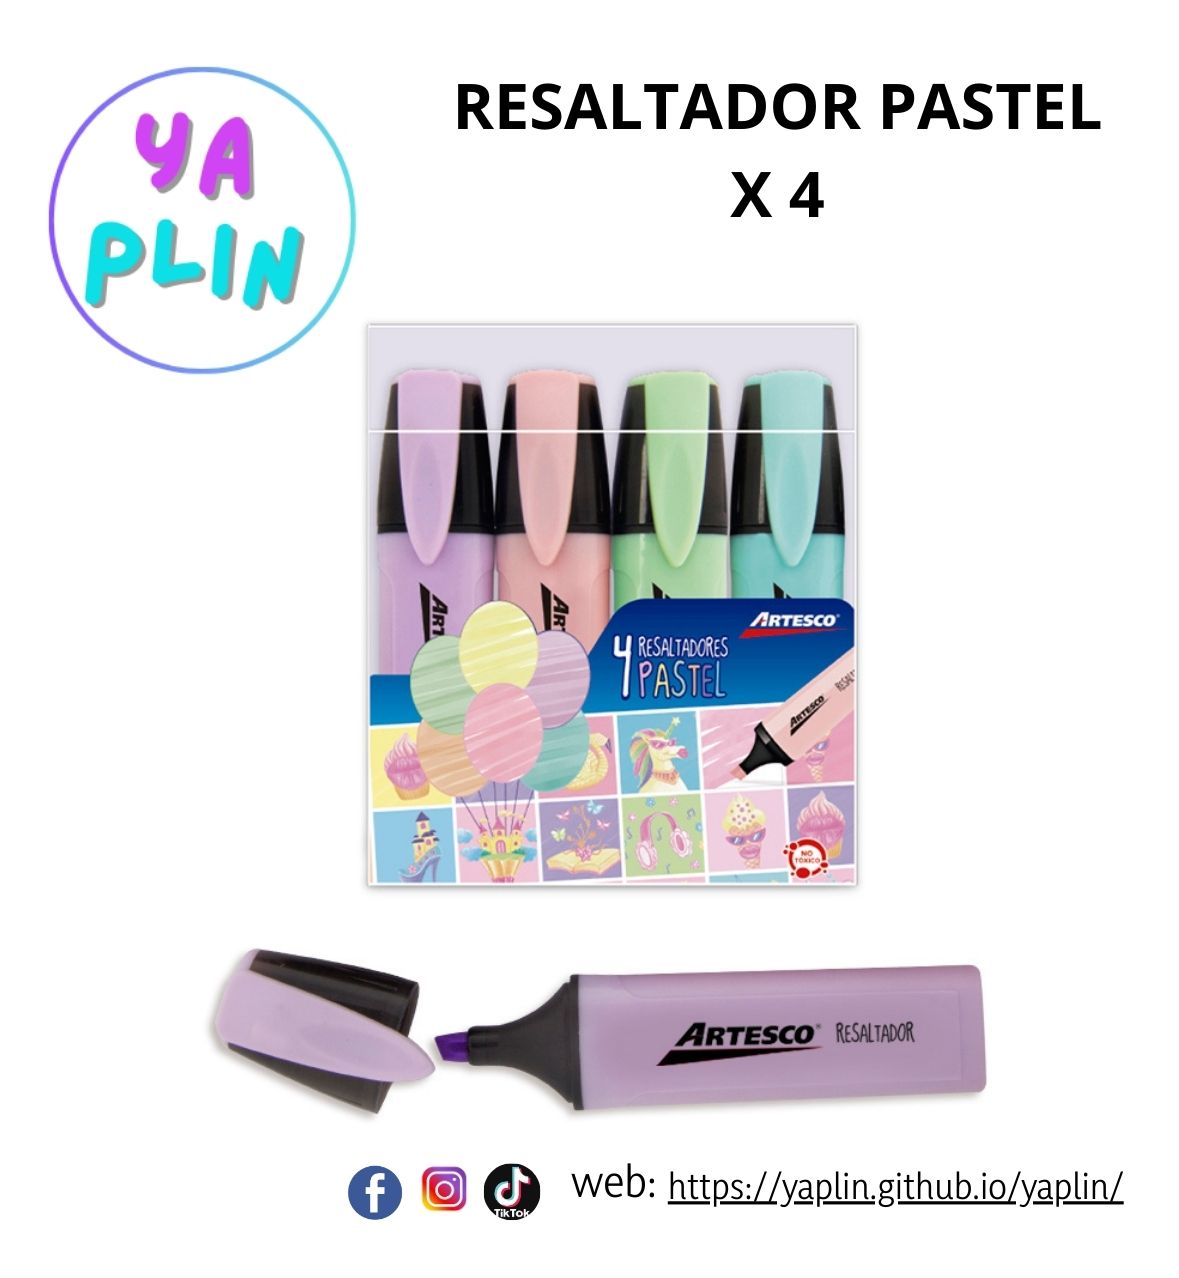 YA
PLIN
RESALTADOR PASTEL
X 4
ARTESCO
4 RESALTADORES
PASTEL
ARTESCO
NO
TÓXICO
ARTESCO® RESALTADOR
TikTok
web: https://yaplin.github.io/yaplin/